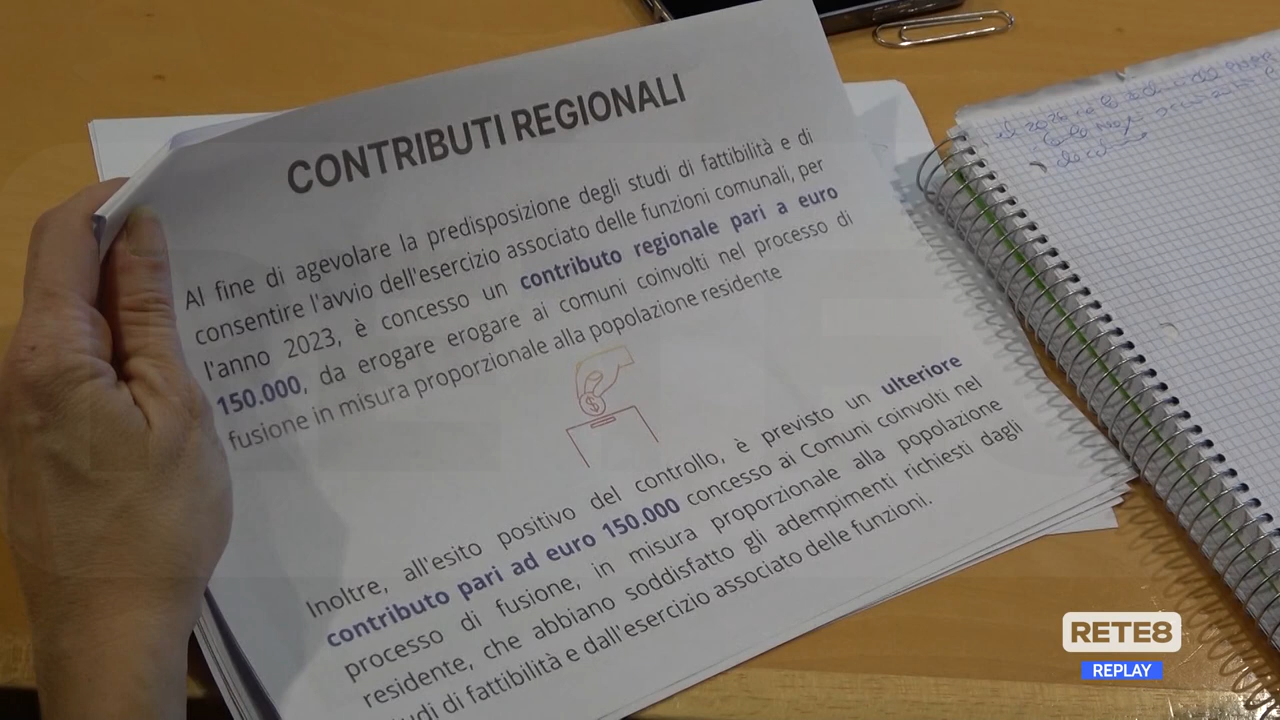 CONTRIBUTI REGIONALI
Al fine di agevolare la predisposizione degli studi di fattibilità e di
consentire l'avvio dell'esercizio associato delle funzioni comunali, per
l'anno 2023, è concesso un contributo regionale pari a euro
150.000, da erogare erogare ai comuni coinvolti nel processo di
fusione in misura proporzionale alla popolazione residente
Inoltre, all'esito positivo del controllo, è previsto un ulteriore
contributo pari ad euro 150.000 concesso ai Comuni coinvolti nel
processo di fusione, in misura proporzionale alla popolazione
residente, che abbiano soddisfatto gli adempimenti richiesti dagli
tudi di fattibilità e dall'esercizio associato delle funzioni.
il 2026
RETE8
REPLAY